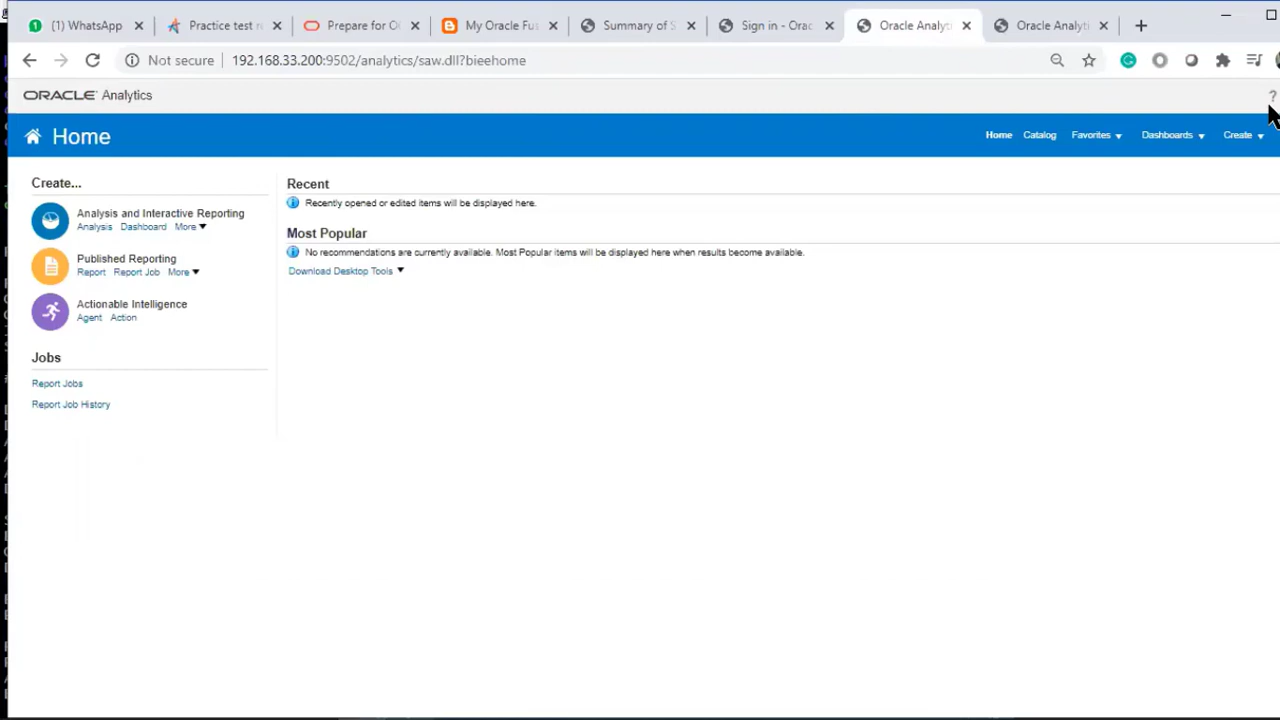 (1) WhatsApp
Practice test re
Prepare for O
My Oracle Fus
Summary of S
Sign in - Orac
Oracle Analyt
Oracle Analyti
Not secure 192.168.33.200:9502/analytics/saw.dll?bieehome
ORACLE Analytics
?
Home
Home Catalog Favorites Dashboards Create
Create...
Analysis and Interactive Reporting
Analysis Dashboard More
Published Reporting
Report Report Job More
Actionable Intelligence
Agent Action
Jobs
Report Jobs
Report Job History
Recent
Recently opened or edited items will be displayed here.
Most Popular
No recommendations are currently available. Most Popular items will be displayed here when results become available.
Download Desktop Tools